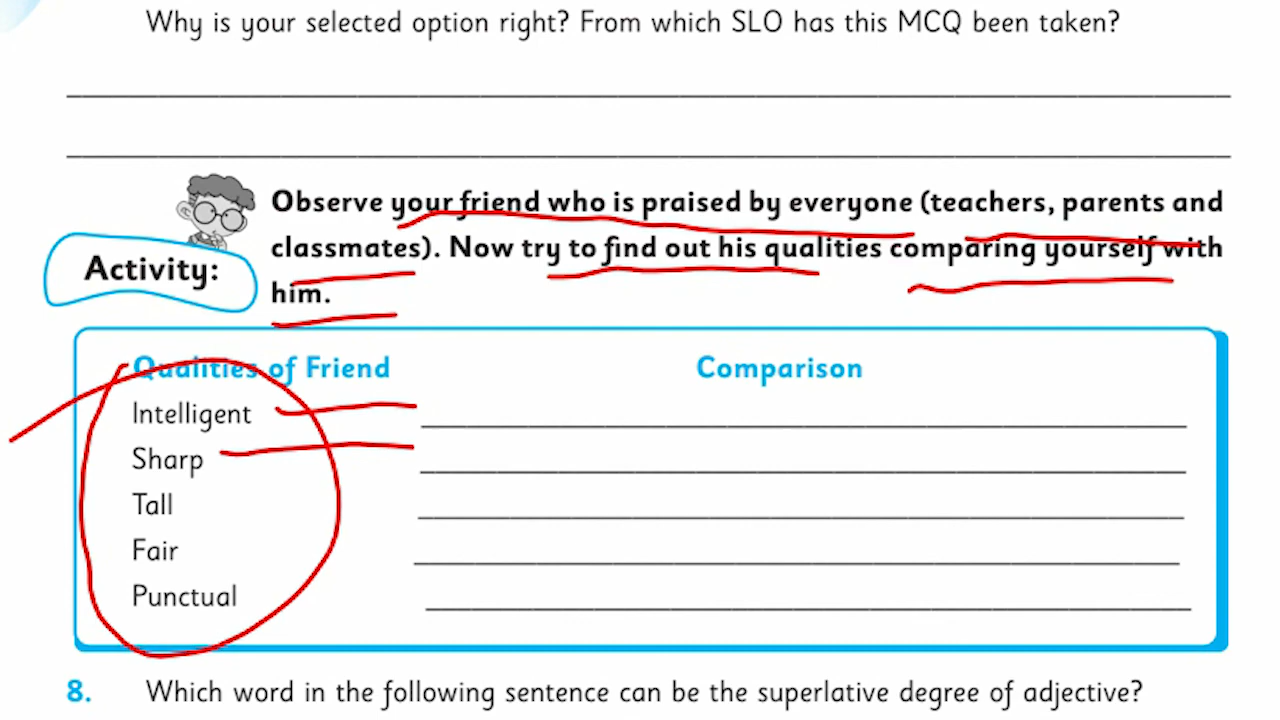 Why is your selected option right? From which SLO has this MCQ been taken?
Observe your friend who is praised by everyone (teachers, parents and
classmates). Now try to find out his qualities comparing yourself with
him.
Activity:
Qualities of Friend Comparison
Intelligent
Sharp
Tall
Fair
Punctual
8. Which word in the following sentence can be the superlative degree of adjective?